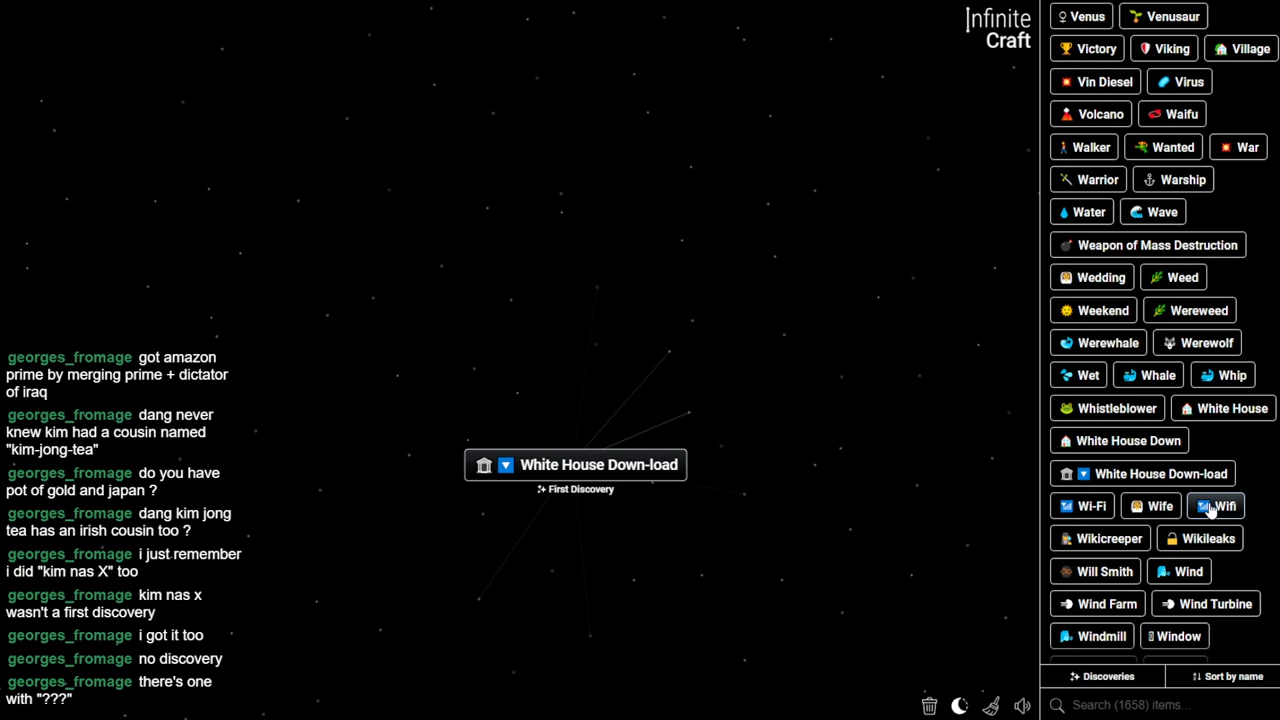 Infinite
Craft
♀ Venus Venusaur
Victory Viking Village
Vin Diesel Virus
Volcano Waifu
Walker Wanted War
Warrior Warship
Water Wave
Weapon of Mass Destruction
Wedding Weed
Weekend Wereweed
Werewhale Werewolf
Wet Whale Whip
Whistleblower White House
White House Down
White House Down-load
Wi-Fi Wife Wifi
Wikicreeper Wikileaks
Will Smith Wind
Wind Farm Wind Turbine
Windmill Window
Discoveries Sort by name
Search (1658) items...
White House Down-load
First Discovery
georges_fromage got amazon
prime by merging prime + dictator
of iraq
georges_fromage dang never
knew kim had a cousin named
"kim-jong-tea"
georges_fromage do you have
pot of gold and japan ?
georges_fromage dang kim jong
tea has an irish cousin too ?
georges_fromage i just remember
i did "kim nas X" too
georges_fromage kim nas x
wasn't a first discovery
georges_fromage i got it too
georges_fromage no discovery
georges_fromage there's one
with "???"